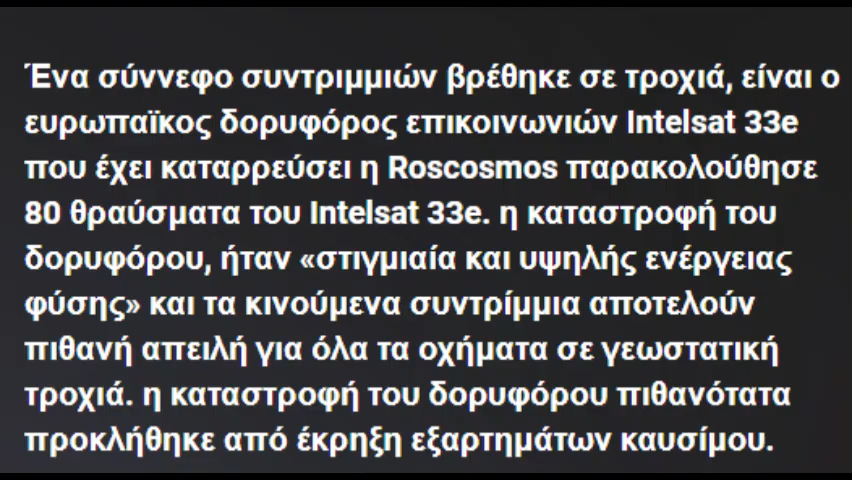 Ένα σύννεφο συντριμμιών βρέθηκε σε τροχιά, είναι ο
ευρωπαϊκος δορυφόρος επικοινωνιών Intelsat 33e
που έχει καταρρεύσει η Roscosmos παρακολούθησε
80 θραύσματα του Intelsat 33e. η καταστροφή του
δορυφόρου, ήταν «στιγμιαία και υψηλής ενέργειας
φύσης» και τα κινούμενα συντρίμμια αποτελούν
πιθανή απειλή για όλα τα οχήματα σε γεωστατική
τροχιά. η καταστροφή του δορυφόρου πιθανότατα
προκλήθηκε από έκρηξη εξαρτημάτων καυσίμου.